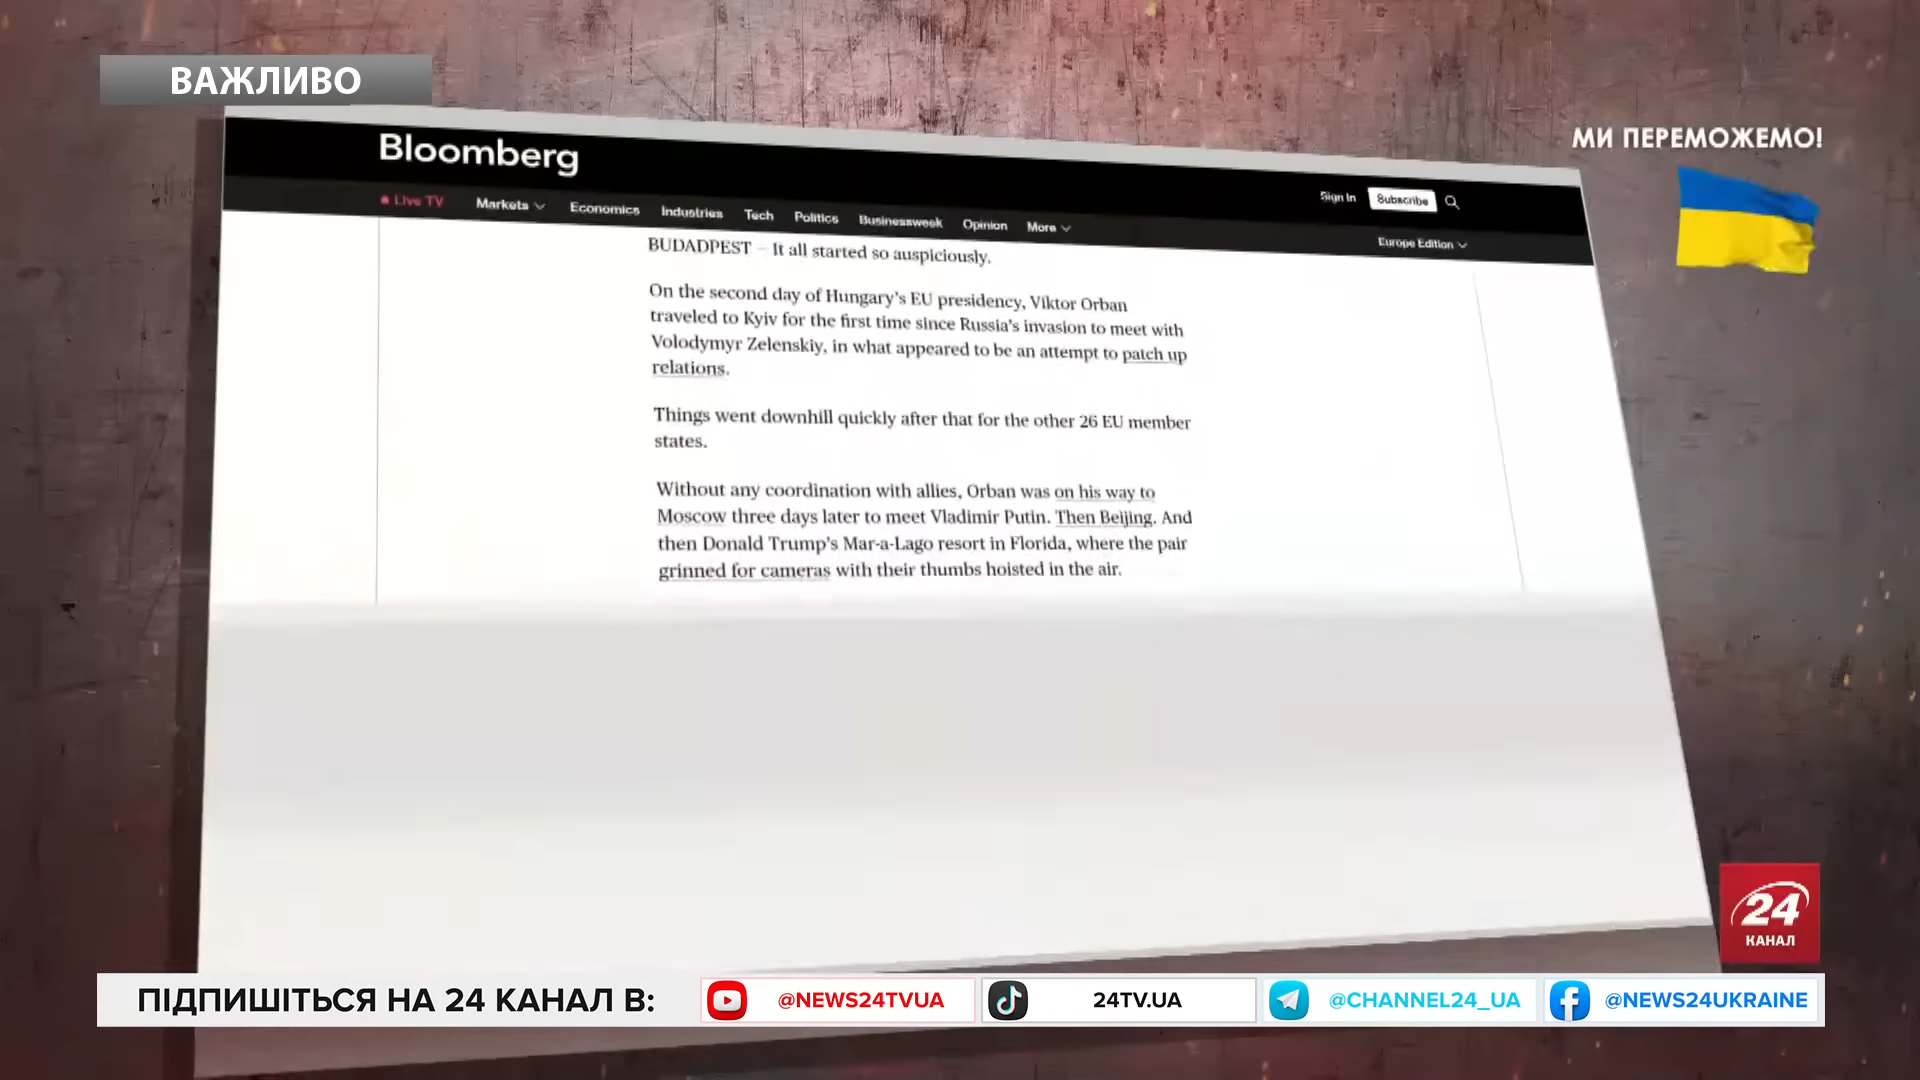 ВАЖЛИВО
МИ ПЕРЕМОЖЕМО!
Bloomberg
Sign In Subscribe
Live TV Markets Economics Industries Tech Politics Businessweek Opinion More
Europe Edition
BUDADPEST – It all started so auspiciously.
On the second day of Hungary's EU presidency, Viktor Orban
traveled to Kyiv for the first time since Russia's invasion to meet with
Volodymyr Zelenskiy, in what appeared to be an attempt to patch up
relations.
Things went downhill quickly after that for the other 26 EU member
states.
Without any coordination with allies, Orban was on his way to
Moscow three days later to meet Vladimir Putin. Then Beijing. And
then Donald Trump's Mar-a-Lago resort in Florida, where the pair
grinned for cameras with their thumbs hoisted in the air.
24
КАНАЛ
ПІДПИШІТЬСЯ НА 24 КАНАЛ В: @NEWS24TVUA 24TV.UA @CHANNEL24_UA @NEWS24UKRAINE